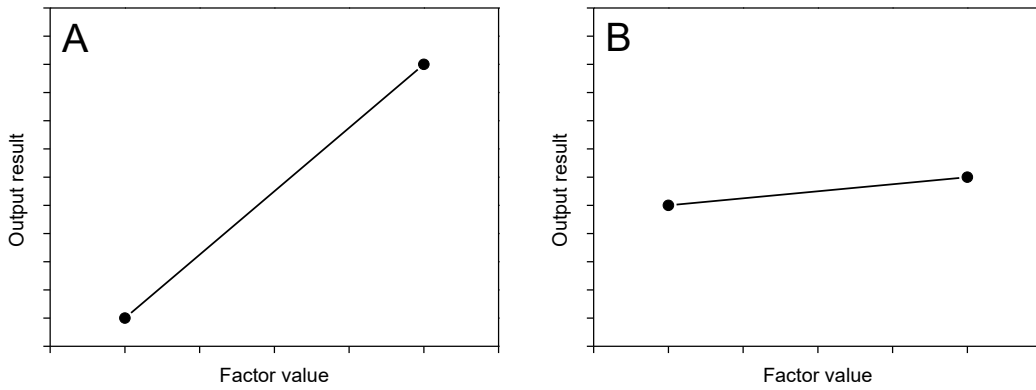 A
Output result
Factor value
B
Output result
Factor value